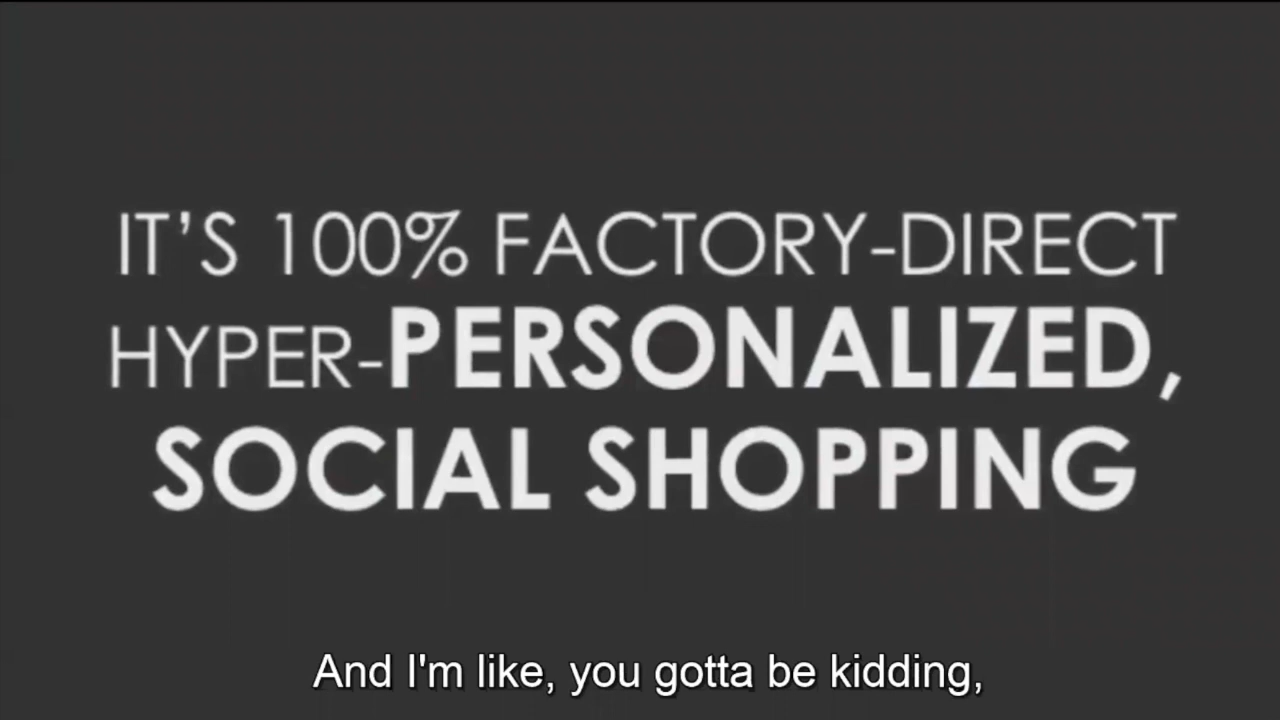 IT'S 100% FACTORY-DIRECT
HYPER-PERSONALIZED,
SOCIAL SHOPPING
And I'm like, you gotta be kidding,